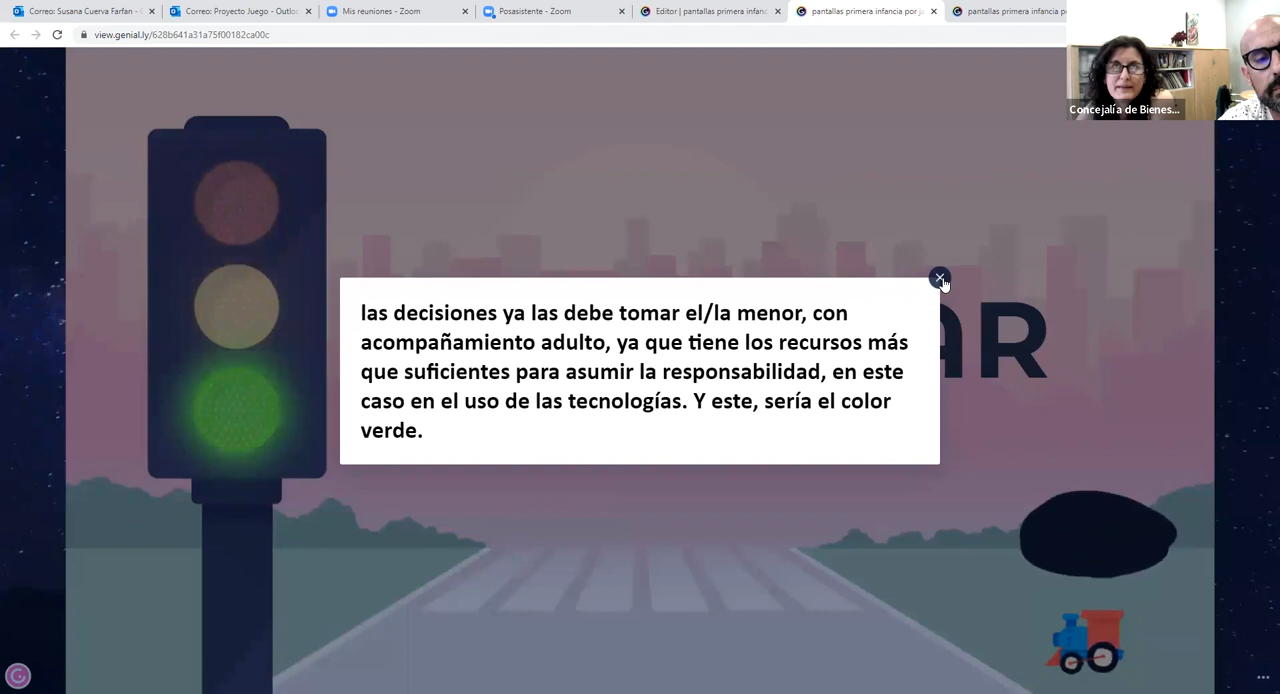 Correo: Susana Cuerva Farfan - 
Correo: Proyecto Juego - Outlo
Mis reuniones - Zoom
Posasistente - Zoom
Editor | pantallas primera infanc
pantallas primera infancia por ja
pantallas primera infancia po
view.genial.ly/628b641a31a75f00182ca00c
Concejalía de Bienes...
las decisiones ya las debe tomar el/la menor, con
acompañamiento adulto, ya que tiene los recursos más
que suficientes para asumir la responsabilidad, en este
caso en el uso de las tecnologías. Y este, sería el color
verde.
AR